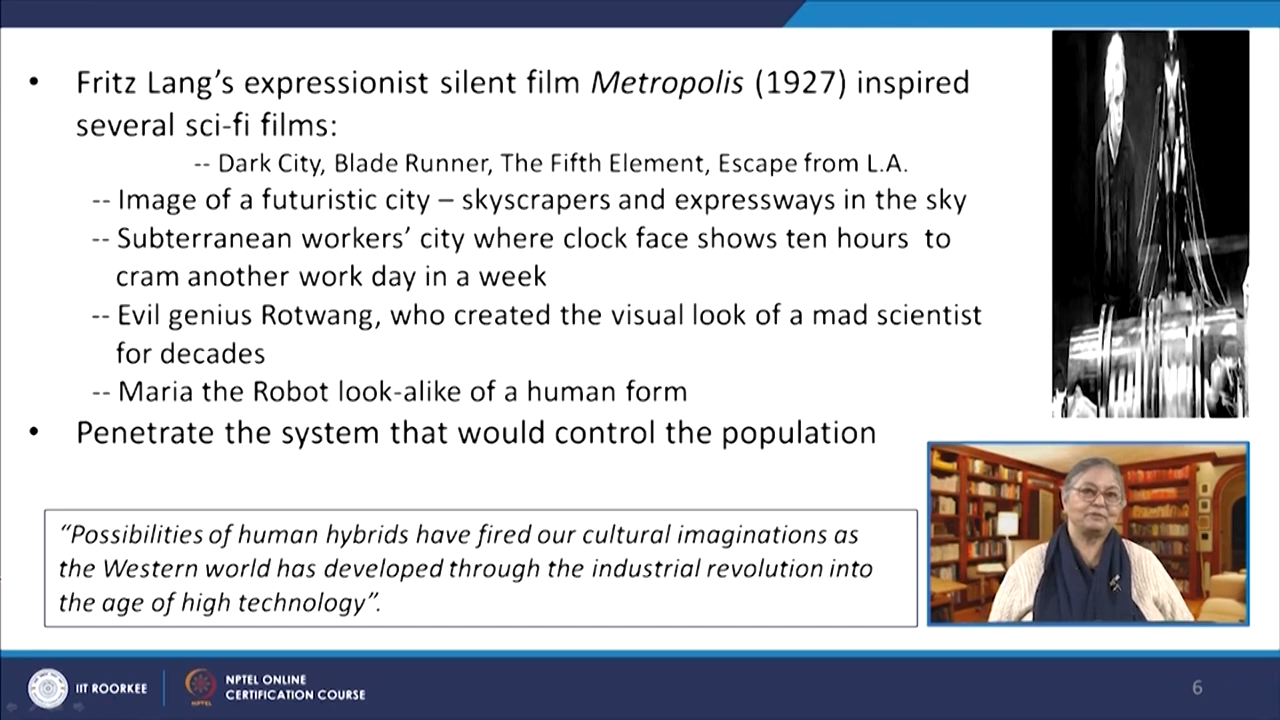 • Fritz Lang’s expressionist silent film Metropolis (1927) inspired
several sci-fi films:
-- Dark City, Blade Runner, The Fifth Element, Escape from L.A.
-- Image of a futuristic city – skyscrapers and expressways in the sky
-- Subterranean workers’ city where clock face shows ten hours to
cram another work day in a week
-- Evil genius Rotwang, who created the visual look of a mad scientist
for decades
-- Maria the Robot look-alike of a human form
• Penetrate the system that would control the population
“Possibilities of human hybrids have fired our cultural imaginations as
the Western world has developed through the industrial revolution into
the age of high technology”.
IIT ROORKEE
NPTEL
NPTEL ONLINE
CERTIFICATION COURSE
6